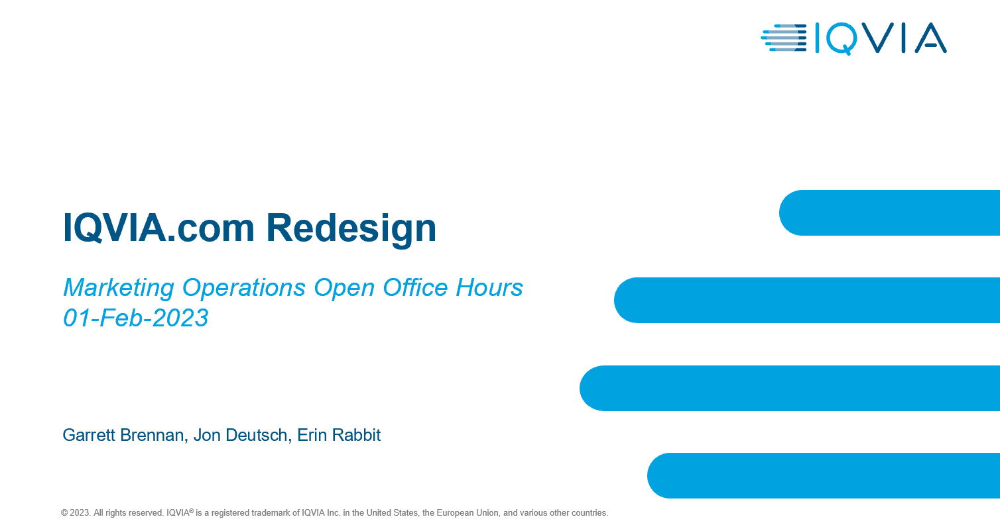 IQVIA
IQVIA.com Redesign
Marketing Operations Open Office Hours
01-Feb-2023
Garrett Brennan, Jon Deutsch, Erin Rabbit
© 2023. All rights reserved. IQVIA® is a registered trademark of IQVIA Inc. in the United States, the European Union, and various other countries.